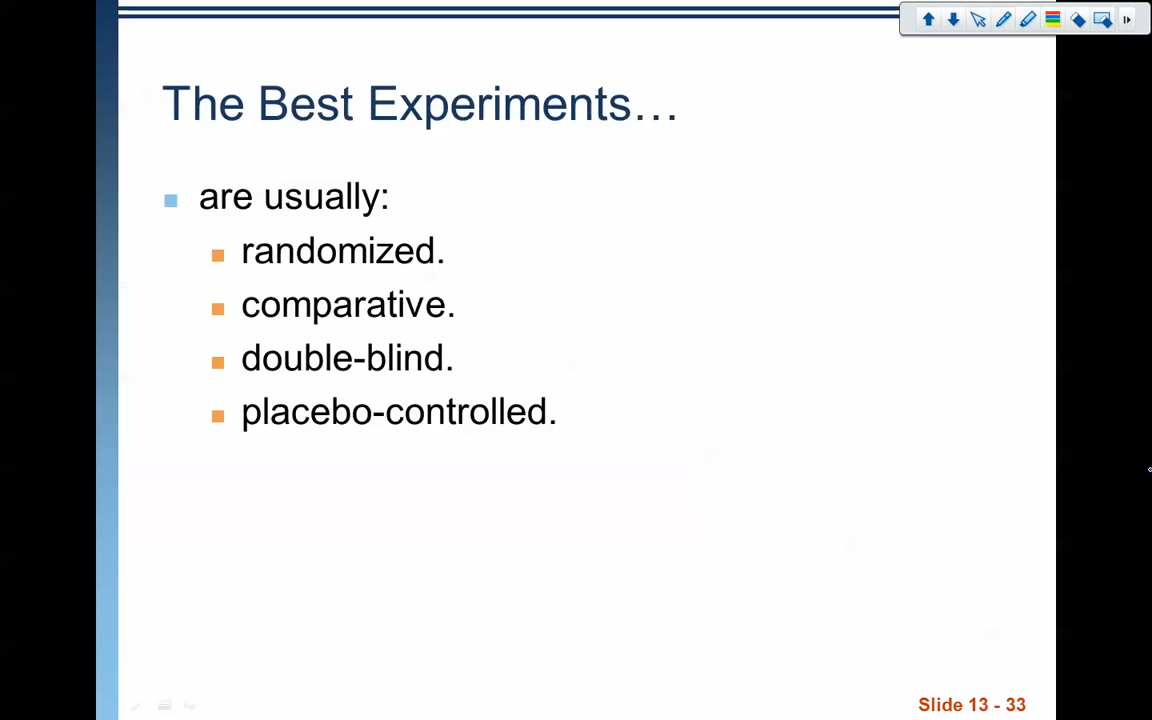 The Best Experiments…
are usually:
randomized.
comparative.
double-blind.
placebo-controlled.
Slide 13 - 33